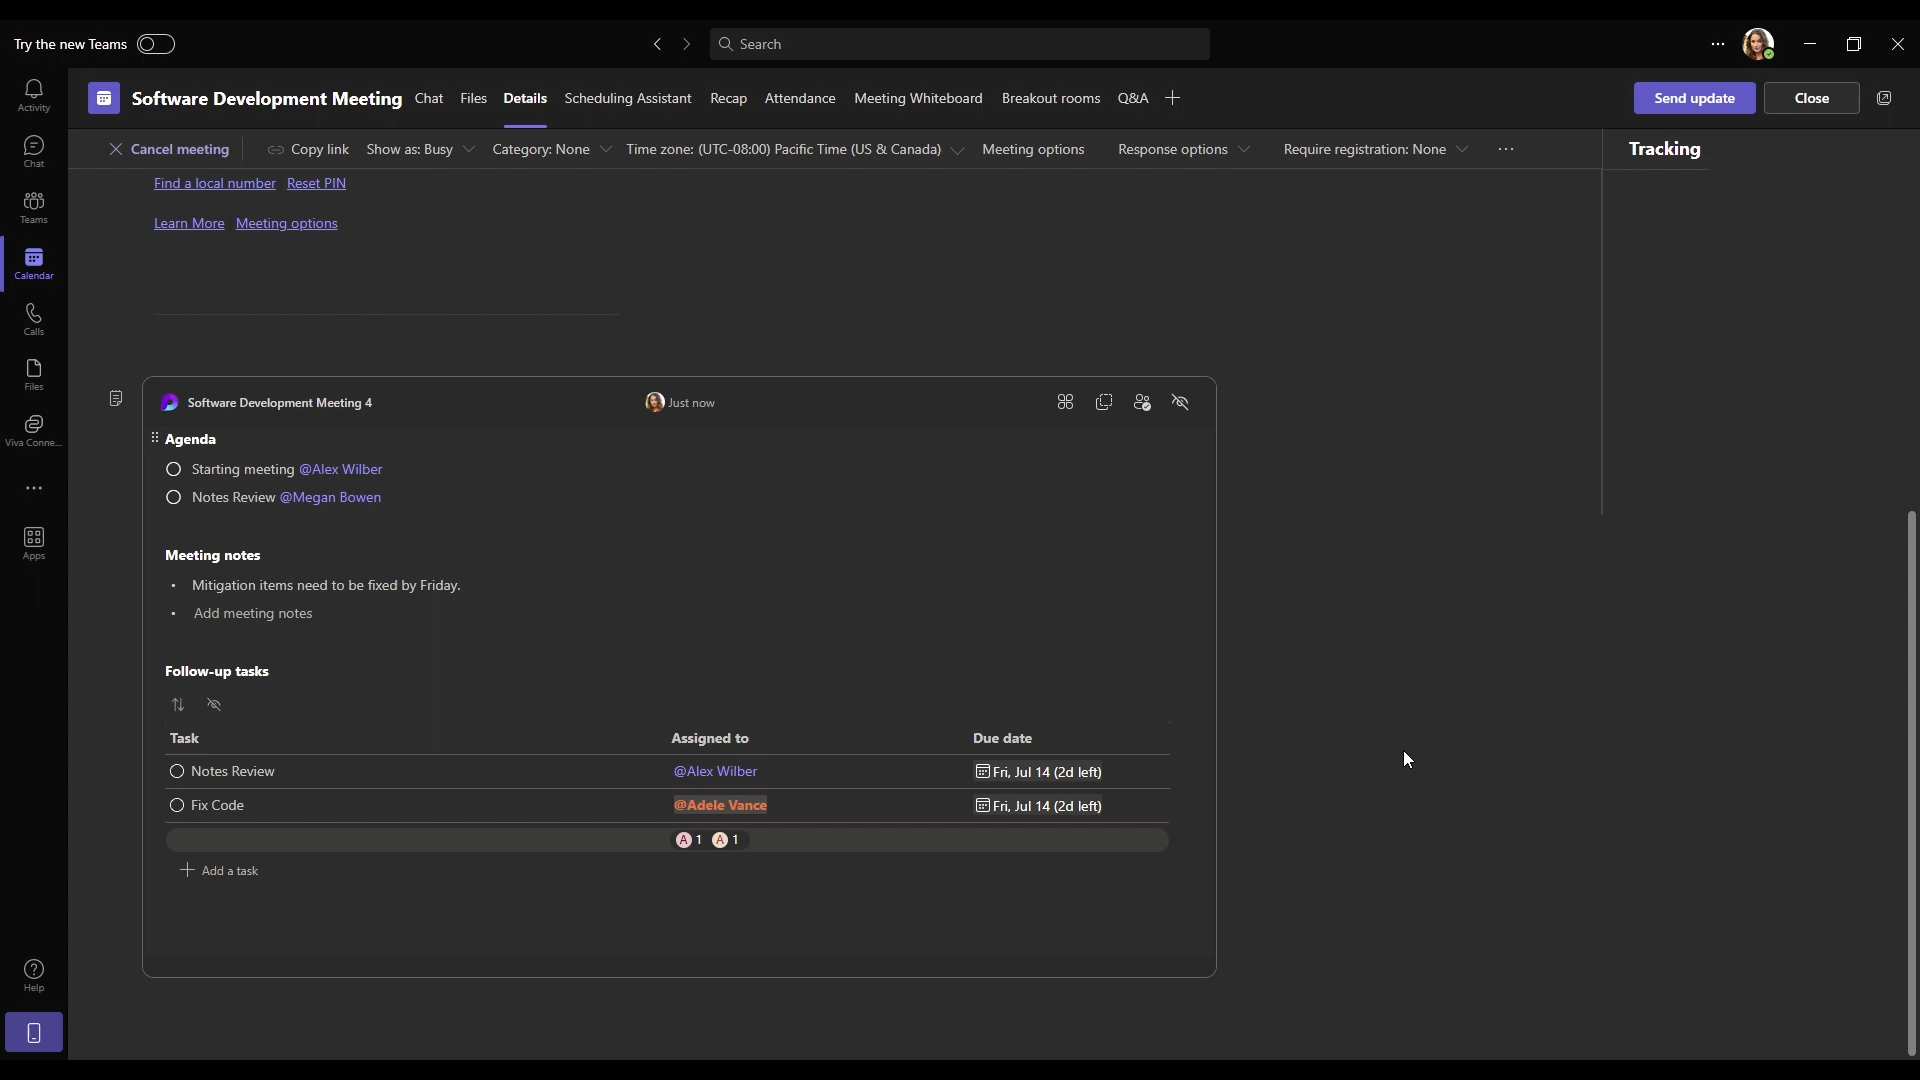 Try the new Teams
Search
Activity
Chat
Teams
Calendar
Calls
Files
Viva Conne...
Apps
Help
Software Development Meeting Chat Files Details Scheduling Assistant Recap Attendance Meeting Whiteboard Breakout rooms Q&A
Send update Close
Cancel meeting Copy link Show as: Busy Category: None Time zone: (UTC-08:00) Pacific Time (US & Canada) Meeting options Response options Require registration: None
Tracking
Find a local number Reset PIN
Learn More Meeting options
Software Development Meeting 4 Just now
Agenda
Starting meeting @Alex Wilber
Notes Review @Megan Bowen
Meeting notes
• Mitigation items need to be fixed by Friday.
• Add meeting notes
Follow-up tasks
Task Assigned to Due date
Notes Review @Alex Wilber Fri, Jul 14 (2d left)
Fix Code @Adele Vance Fri, Jul 14 (2d left)
A 1 A 1
Add a task